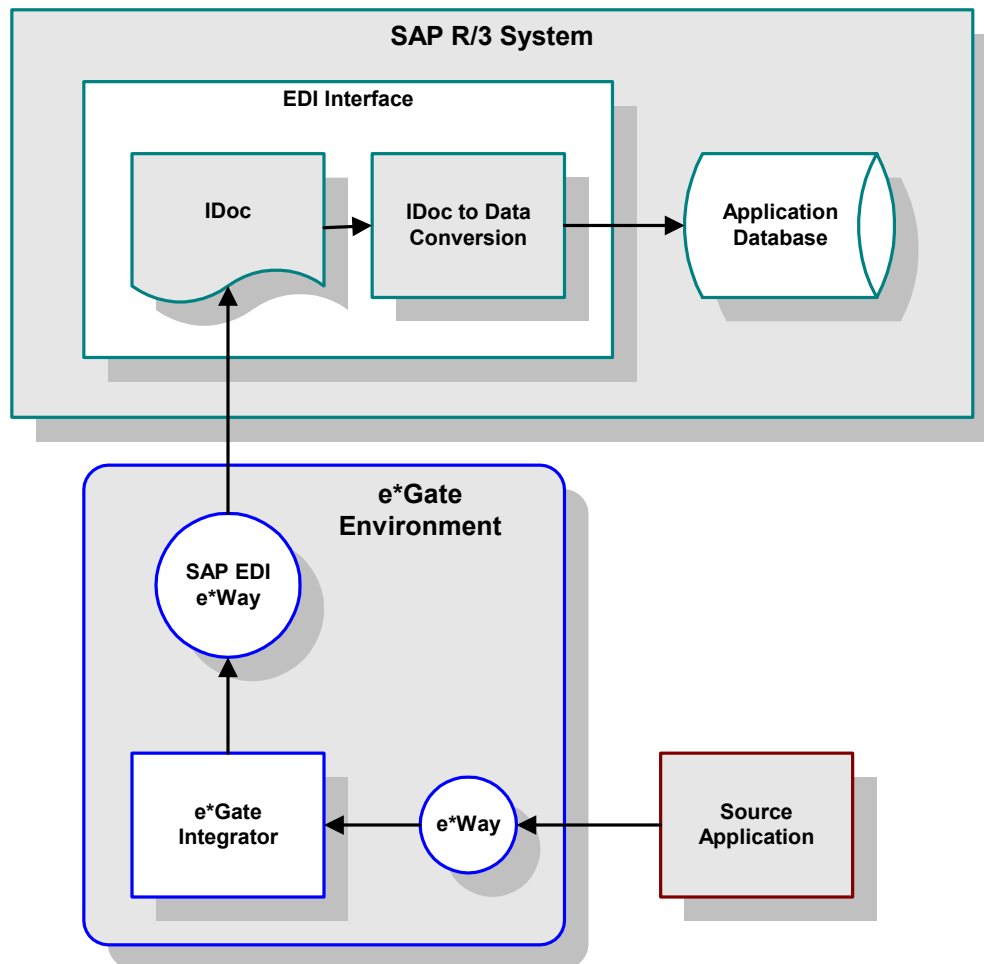 SAP R/3 System
EDI Interface
IDoc
IDoc to Data
Conversion
Application
Database
e*Gate
Environment
SAP EDI
e*Way
e*Gate
Integrator
e*Way
Source
Application